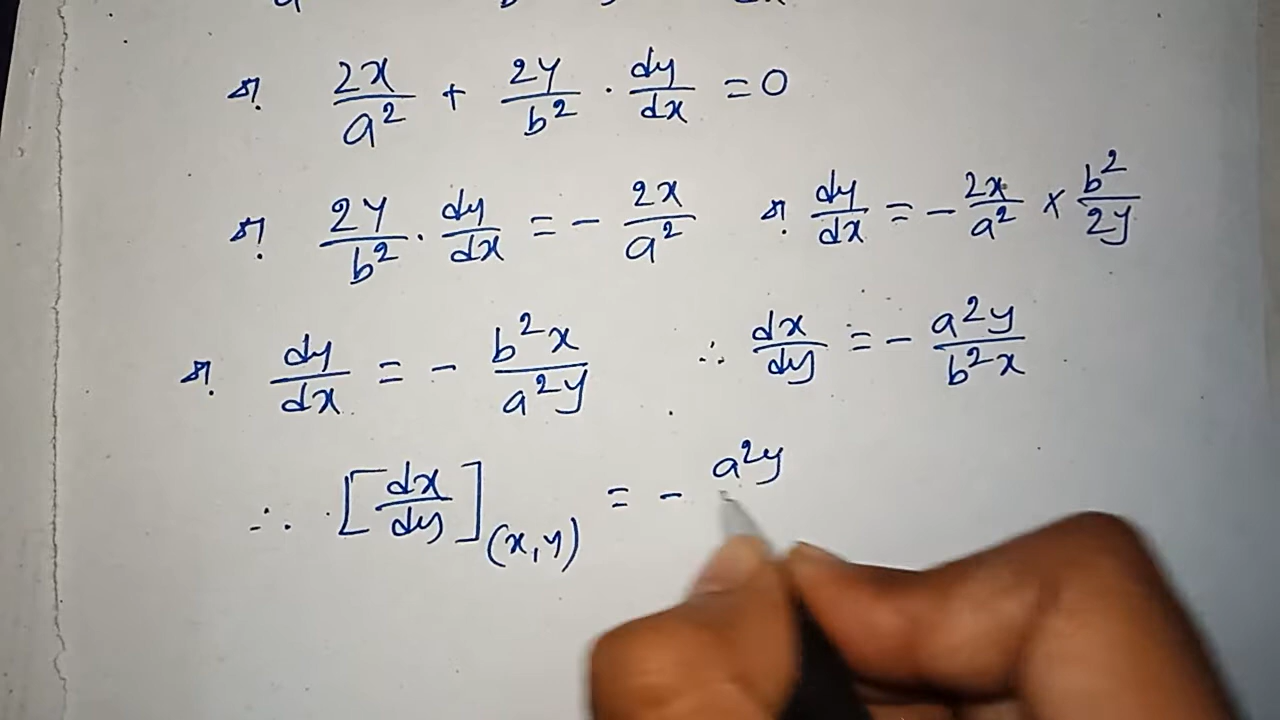 বা, 2x/a² + 2y/b² · dy/dx = 0
বা, 2y/b² · dy/dx = - 2x/a² বা, dy/dx = - 2x/a² × b²/2y
বা, dy/dx = - b²x/a²y ∴ dx/dy = - a²y/b²x
∴ [dx/dy](x,y) = - a²y